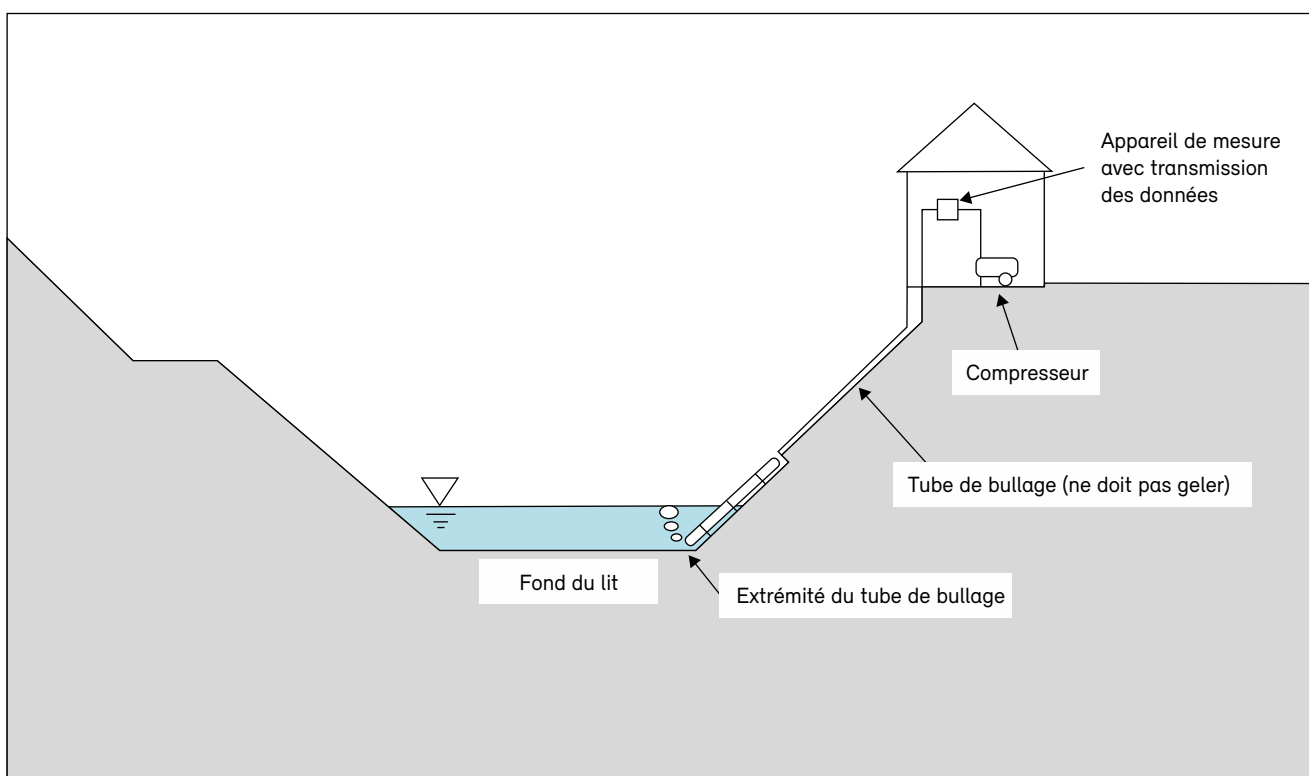 Appareil de mesure
avec transmission
des données
Compresseur
Tube de bullage (ne doit pas geler)
Fond du lit
Extrémité du tube de bullage